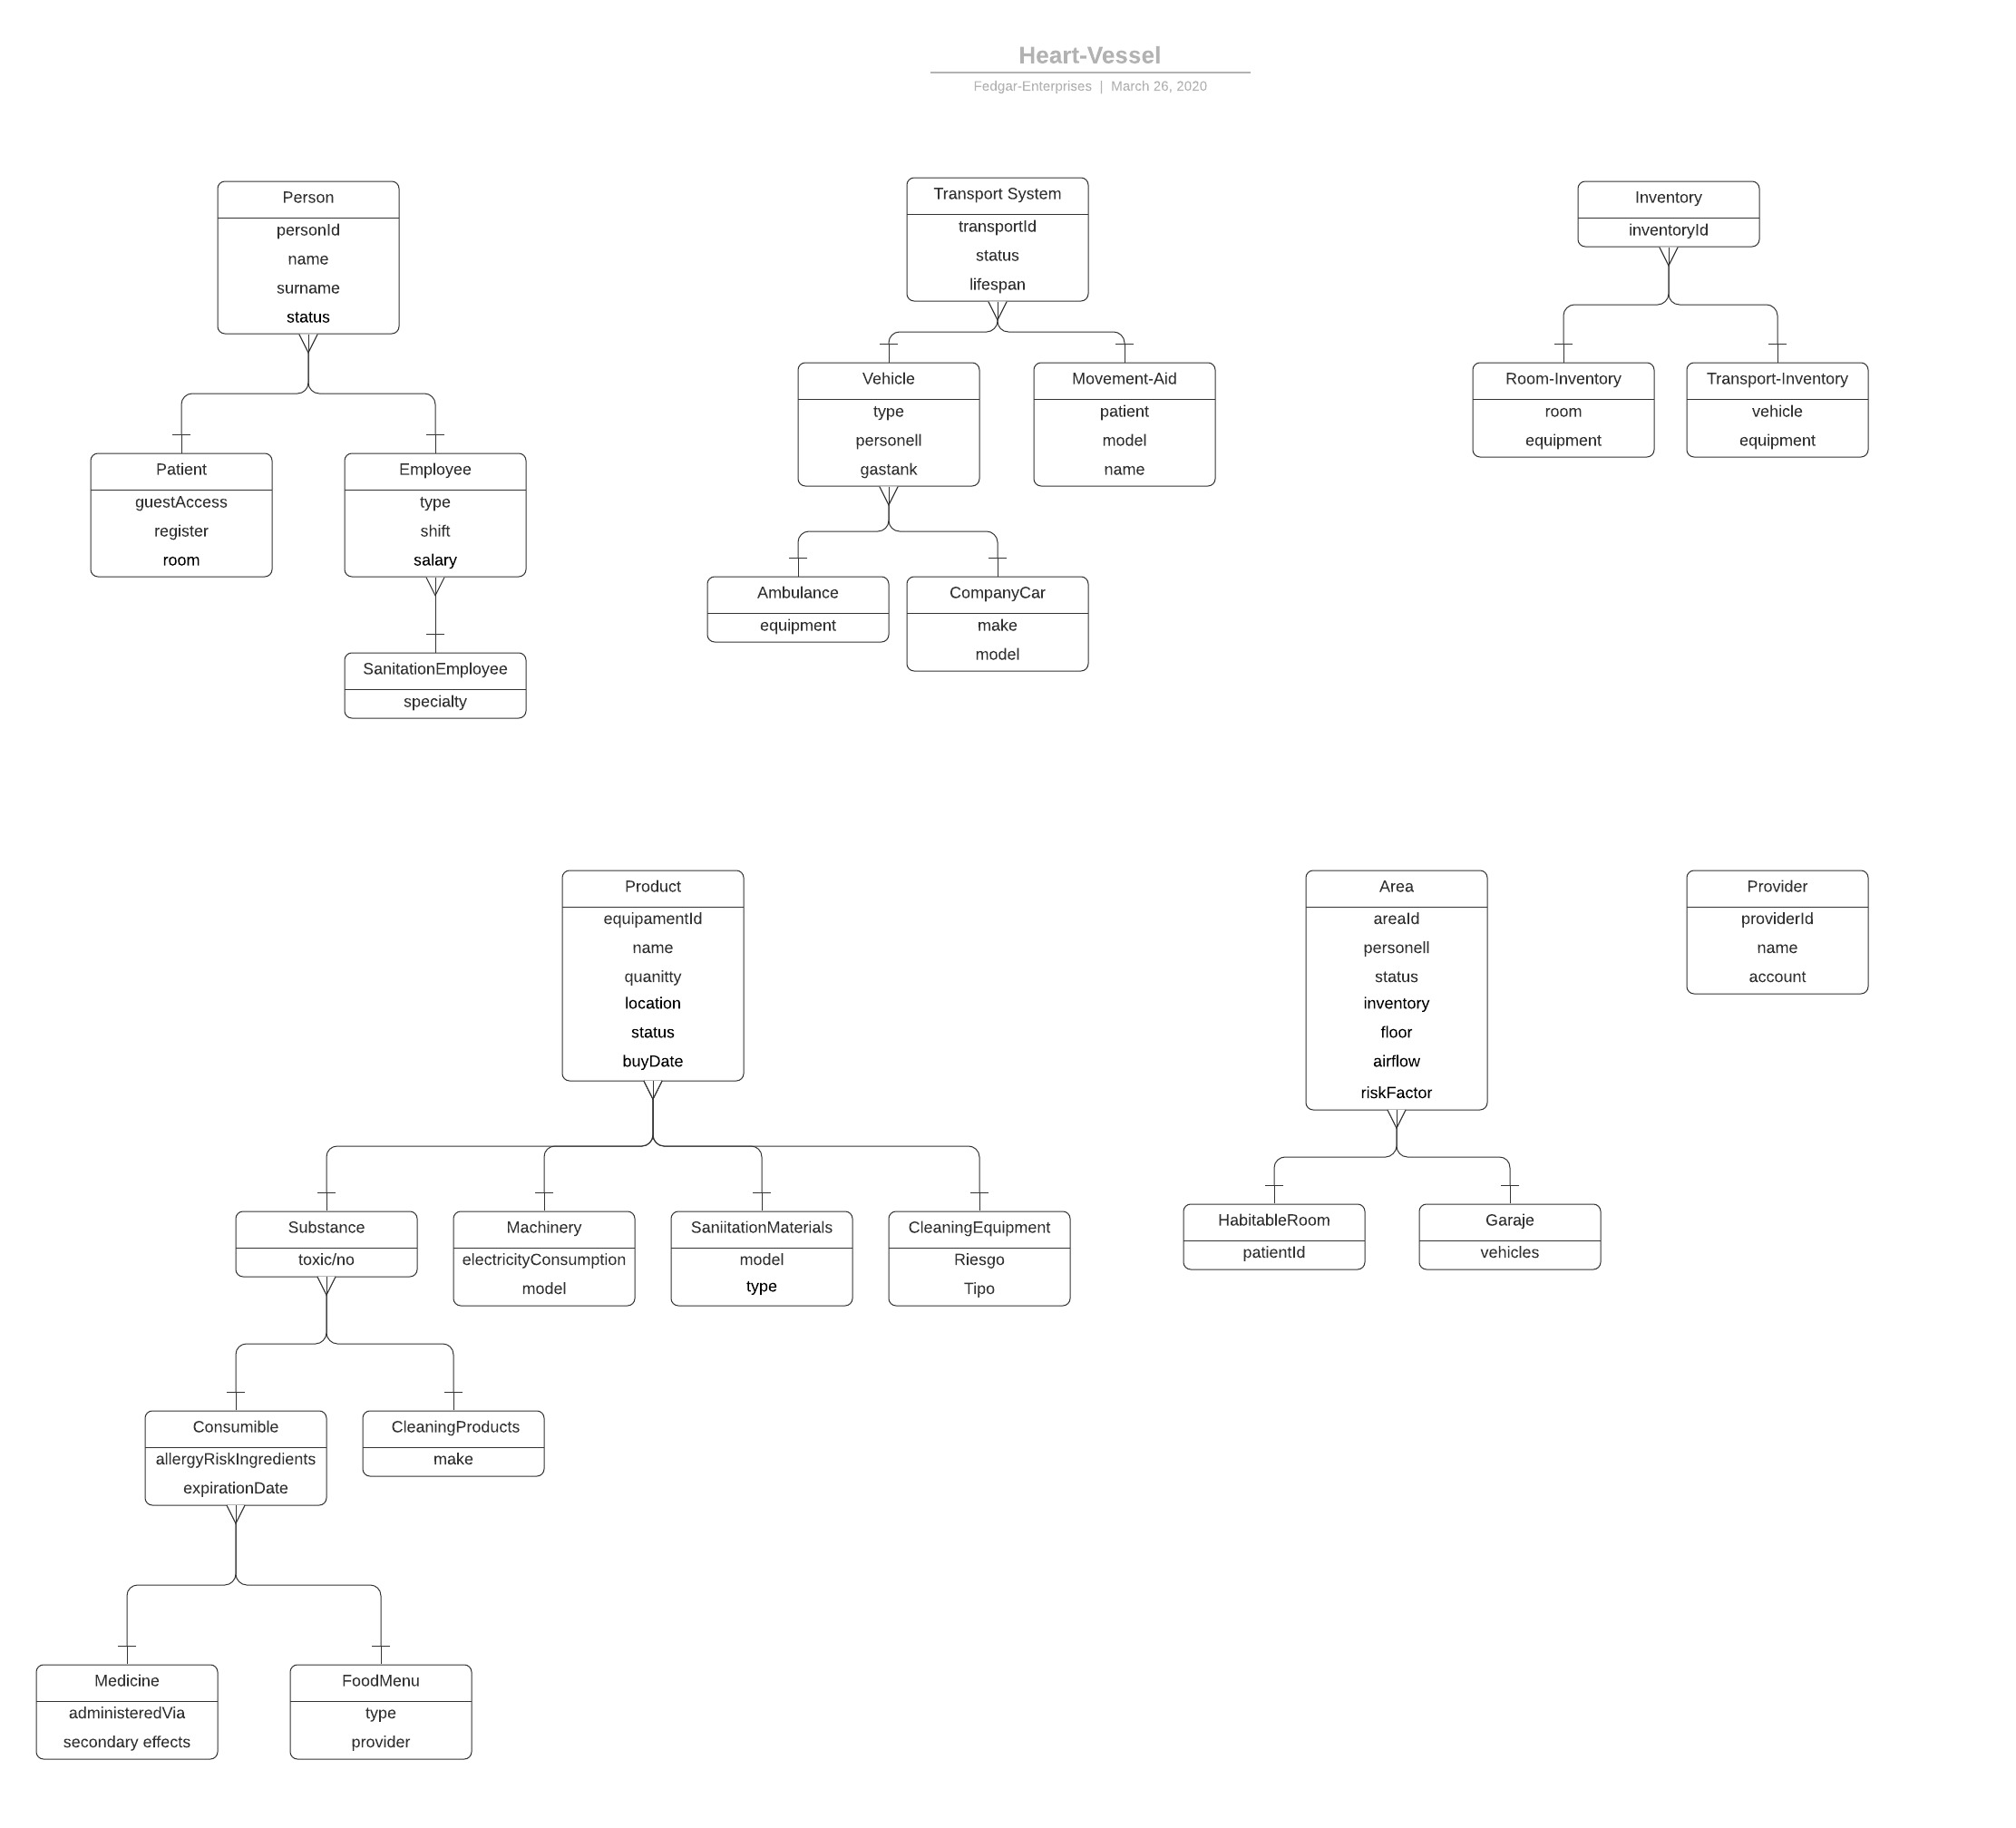 Heart-Vessel
Fedgar-Enterprises | March 26, 2020
Person
personId
name
surname
status
Patient
guestAccess
register
room
Employee
type
shift
salary
SanitationEmployee
specialty
Transport System
transportId
status
lifespan
Vehicle
type
personell
gastank
Movement-Aid
patient
model
name
Ambulance
equipment
CompanyCar
make
model
Inventory
inventoryId
Room-Inventory
room
equipment
Transport-Inventory
vehicle
equipment
Product
equipamentId
name
quanitty
location
status
buyDate
Substance
toxic/no
Machinery
electricityConsumption
model
SaniitationMaterials
model
type
CleaningEquipment
Riesgo
Tipo
Consumible
allergyRiskIngredients
expirationDate
CleaningProducts
make
Medicine
administeredVia
secondary effects
FoodMenu
type
provider
Area
areaId
personell
status
inventory
floor
airflow
riskFactor
HabitableRoom
patientId
Garaje
vehicles
Provider
providerId
name
account